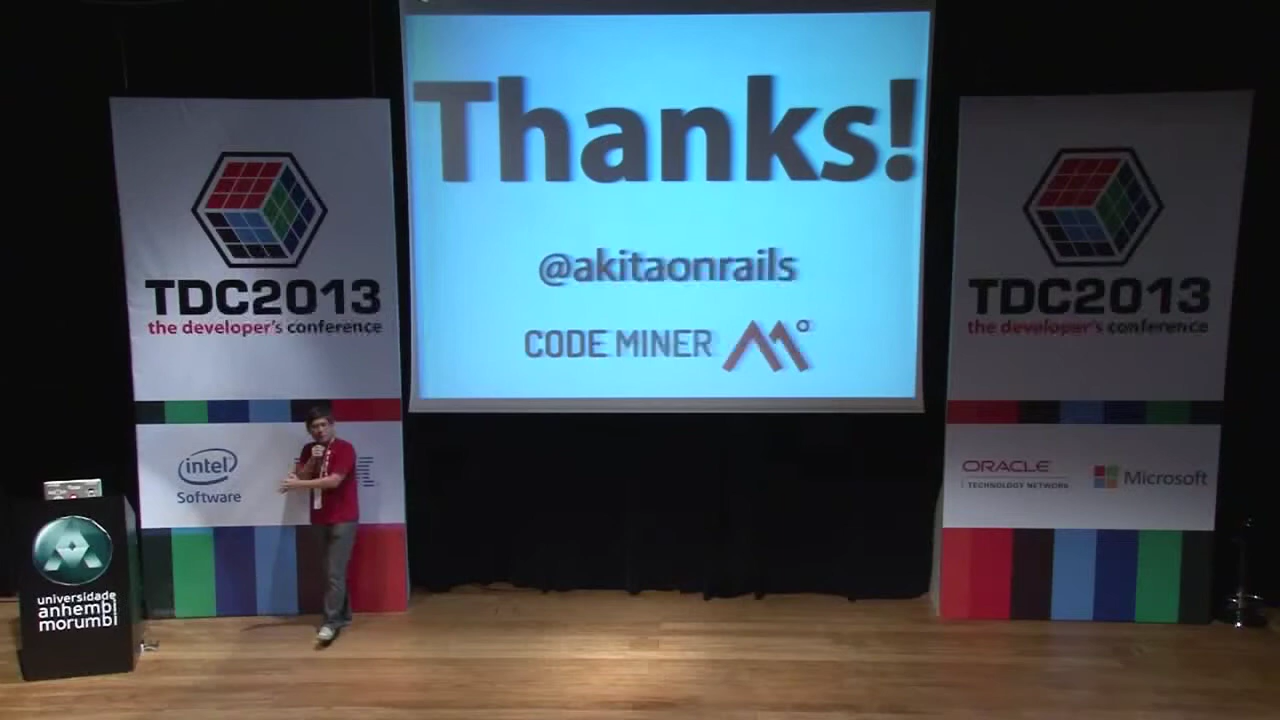 Thanks!
@akitaonrails
CODE MINER
TDC2013
the developer's conference
intel
Software
universidade
anhembi
morumbi
TDC2013
the developer's conference
ORACLE
TECHNOLOGY NETWORK
Microsoft